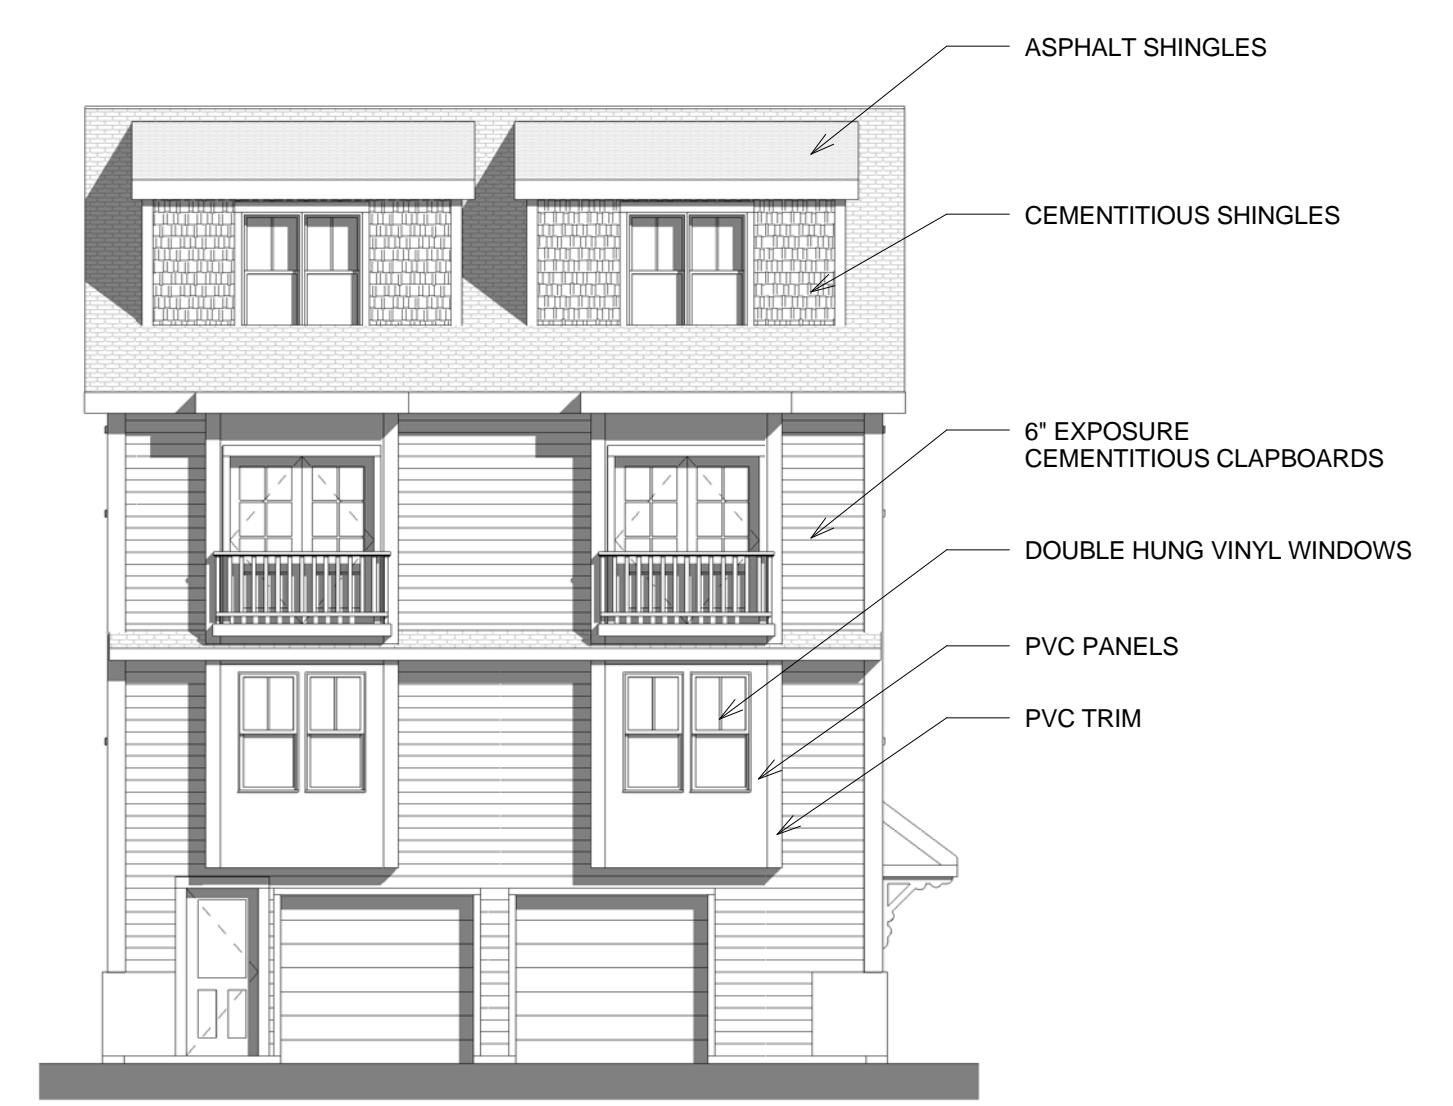 ASPHALT SHINGLES
CEMENTITIOUS SHINGLES
6" EXPOSURE
CEMENTITIOUS CLAPBOARDS
DOUBLE HUNG VINYL WINDOWS
PVC PANELS
PVC TRIM